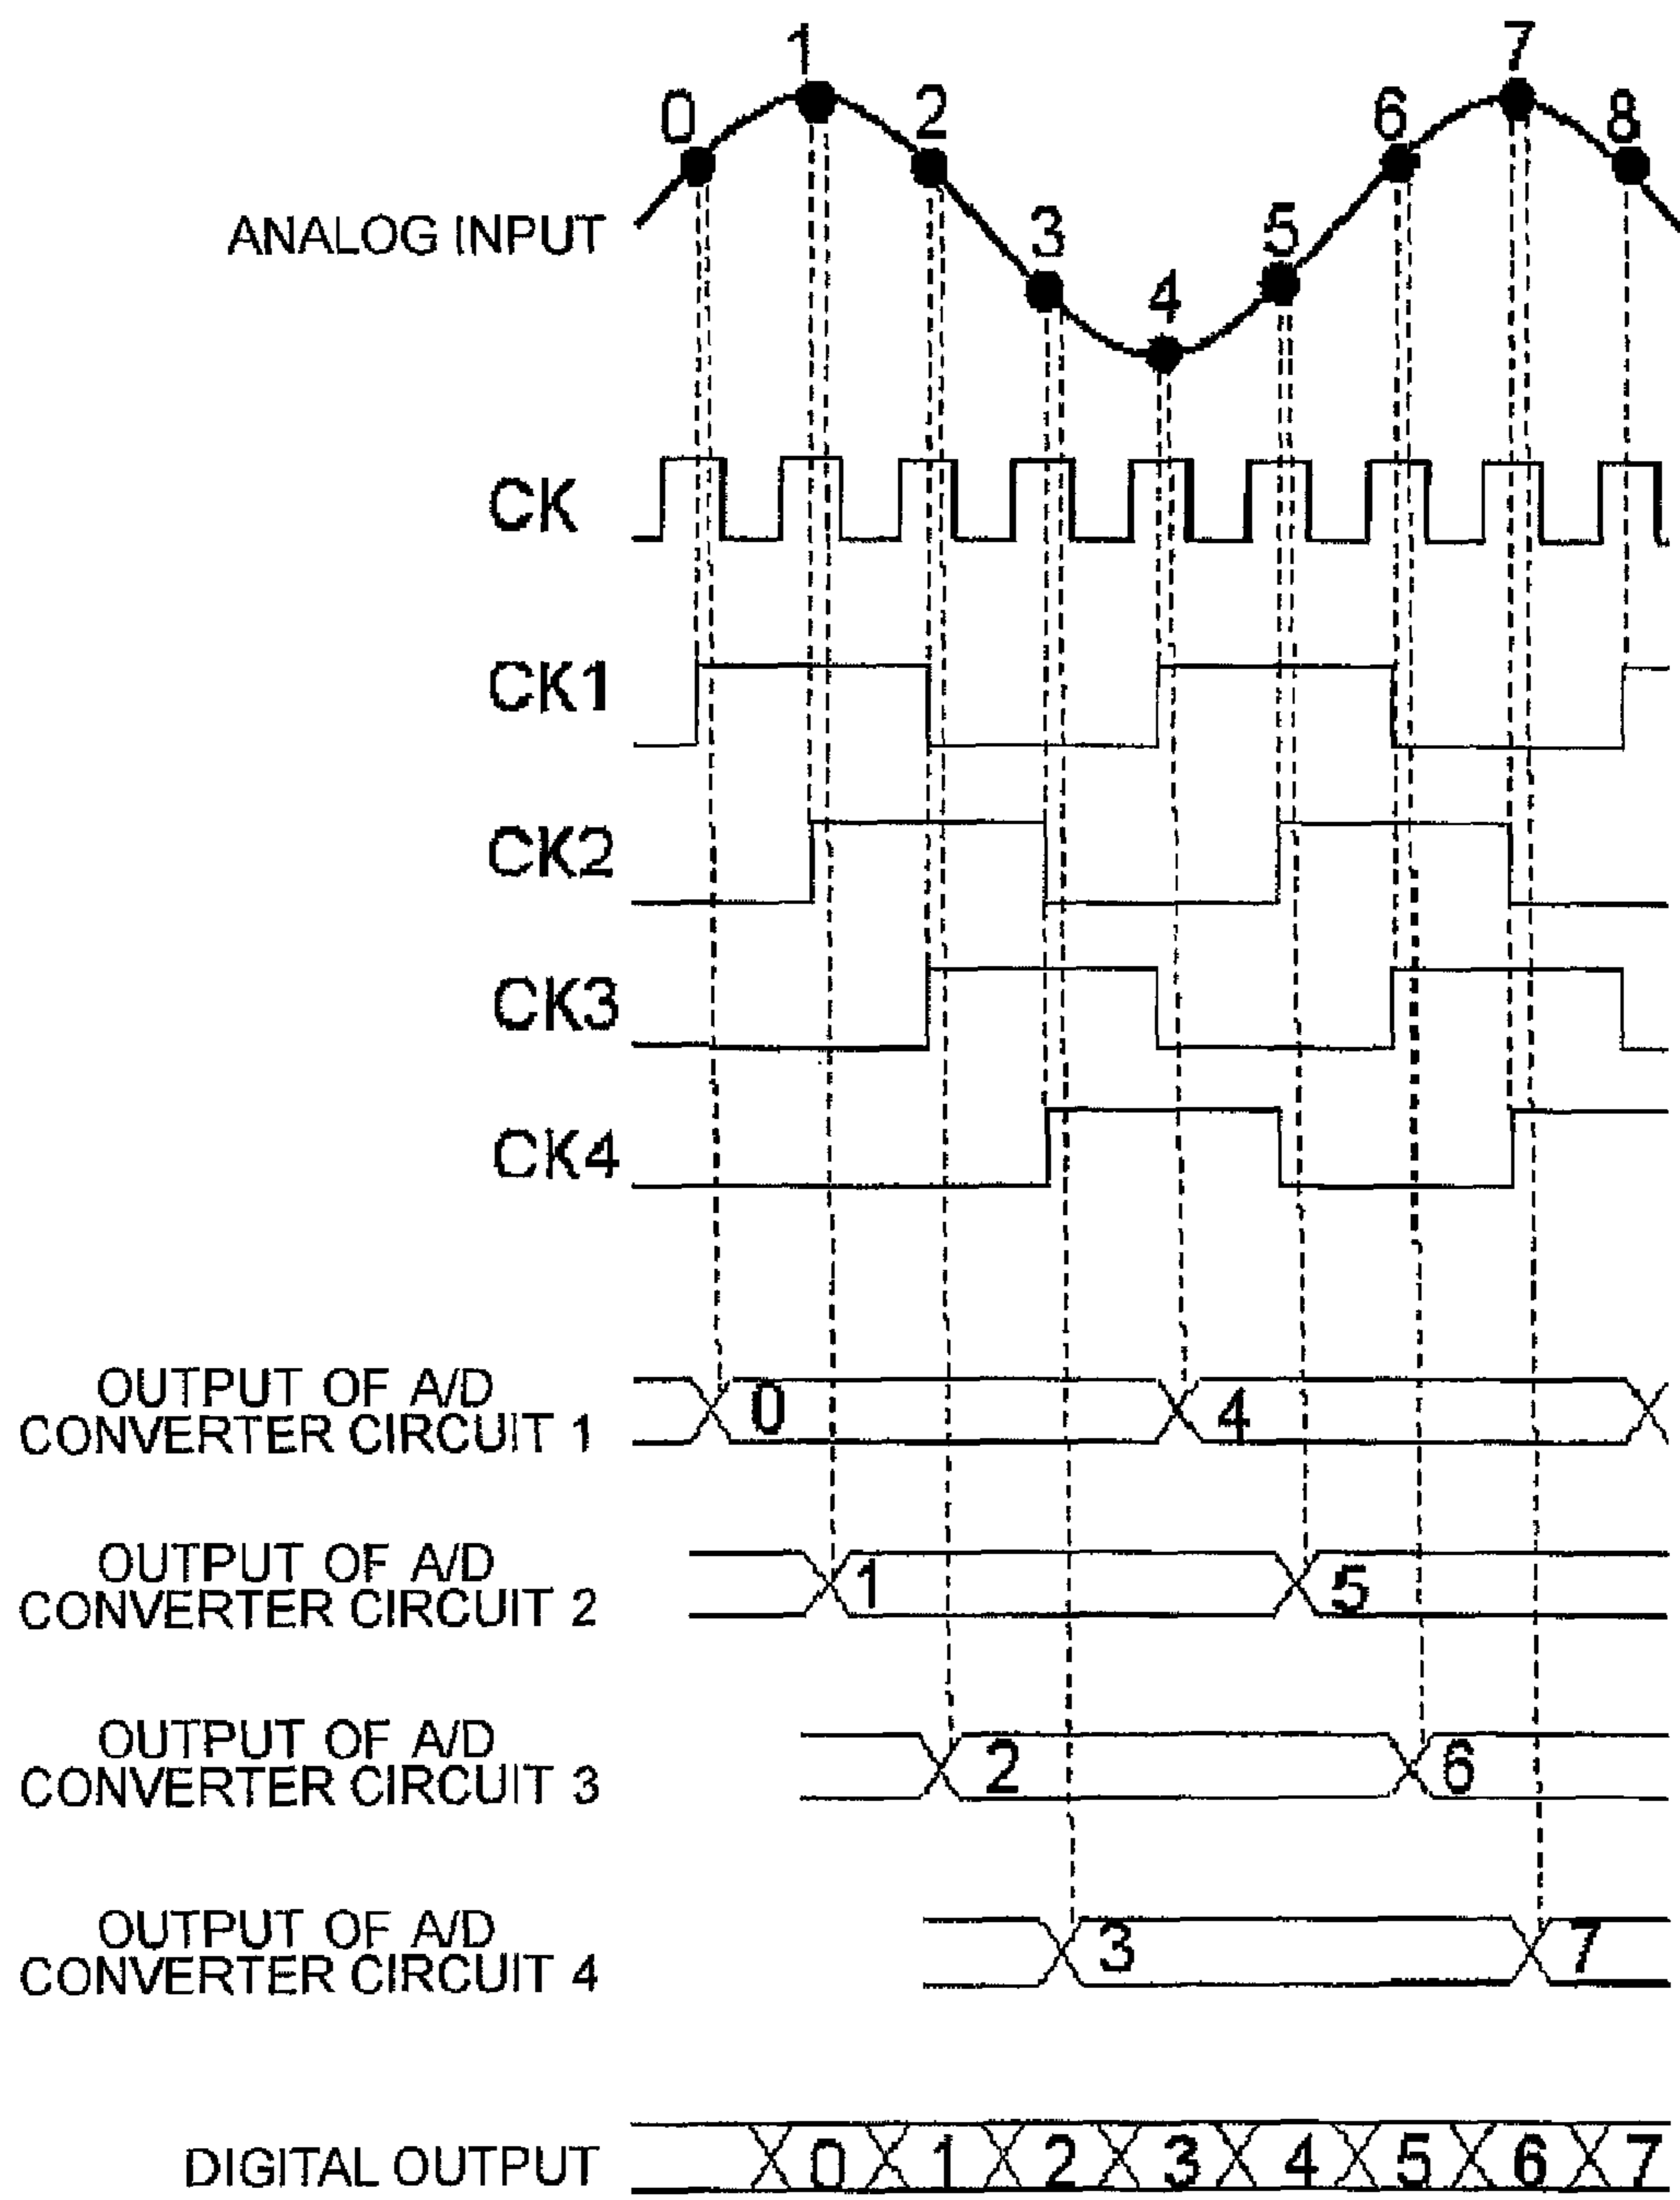 1
7
0
2
6
8
ANALOG INPUT
3
5
4
CK
CK1
CK2
CK3
CK4
OUTPUT OF A/D
CONVERTER CIRCUIT 1
0
4
OUTPUT OF A/D
CONVERTER CIRCUIT 2
1
5
OUTPUT OF A/D
CONVERTER CIRCUIT 3
2
6
OUTPUT OF A/D
CONVERTER CIRCUIT 4
3
7
DIGITAL OUTPUT 0 1 2 3 4 5 6 7